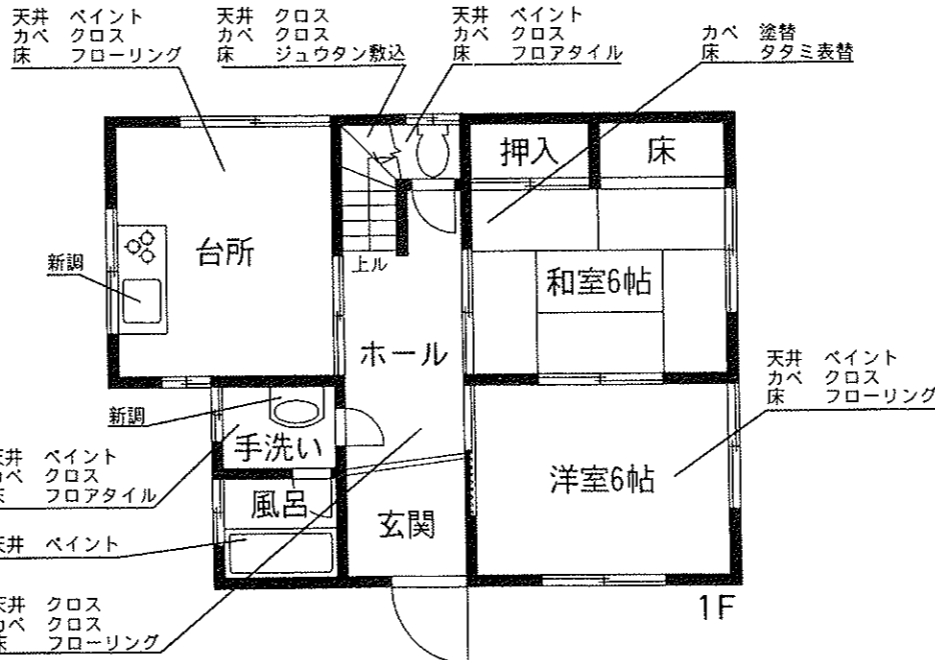 天井 ペイント
カベ クロス
床 フローリング
天井 クロス
カベ クロス
床 ジュウタン敷込
天井 ペイント
カベ クロス
床 フロアタイル
カベ 塗替
床 タタミ表替
押入
床
台所
新調
上ル
和室6帖
ホール
天井 ペイント
カベ クロス
床 フローリング
新調
手洗い
天井 ペイント
カベ クロス
床 フロアタイル
洋室6帖
風呂
玄関
天井 ペイント
天井 クロス
カベ クロス
床 フローリング
1F